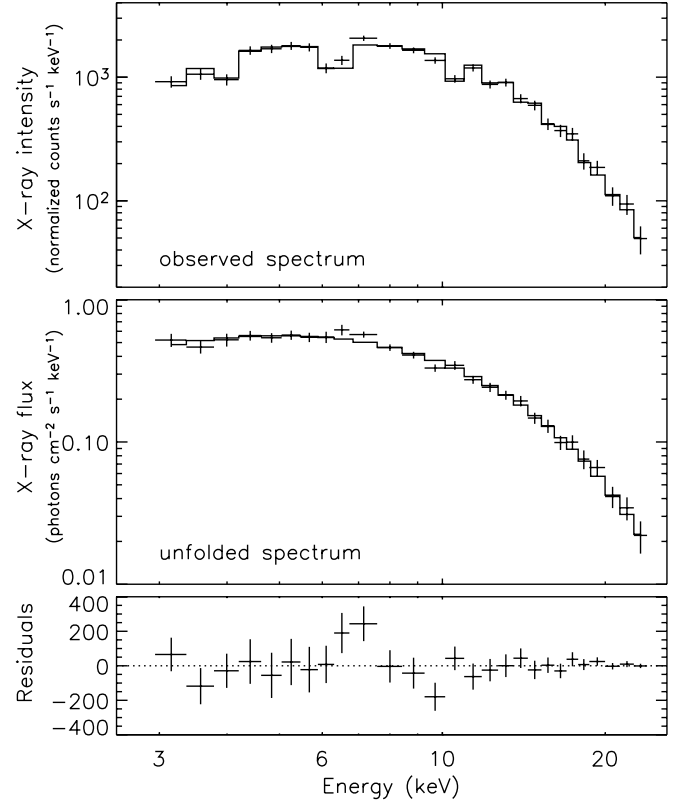 X-ray intensity
(normalized counts s⁻¹ keV⁻¹)
10³
10²
observed spectrum
X-ray flux
(photons cm⁻² s⁻¹ keV⁻¹)
1.00
0.10
0.01
unfolded spectrum
Residuals
400
200
0
-200
-400
3
6
10
20
Energy (keV)